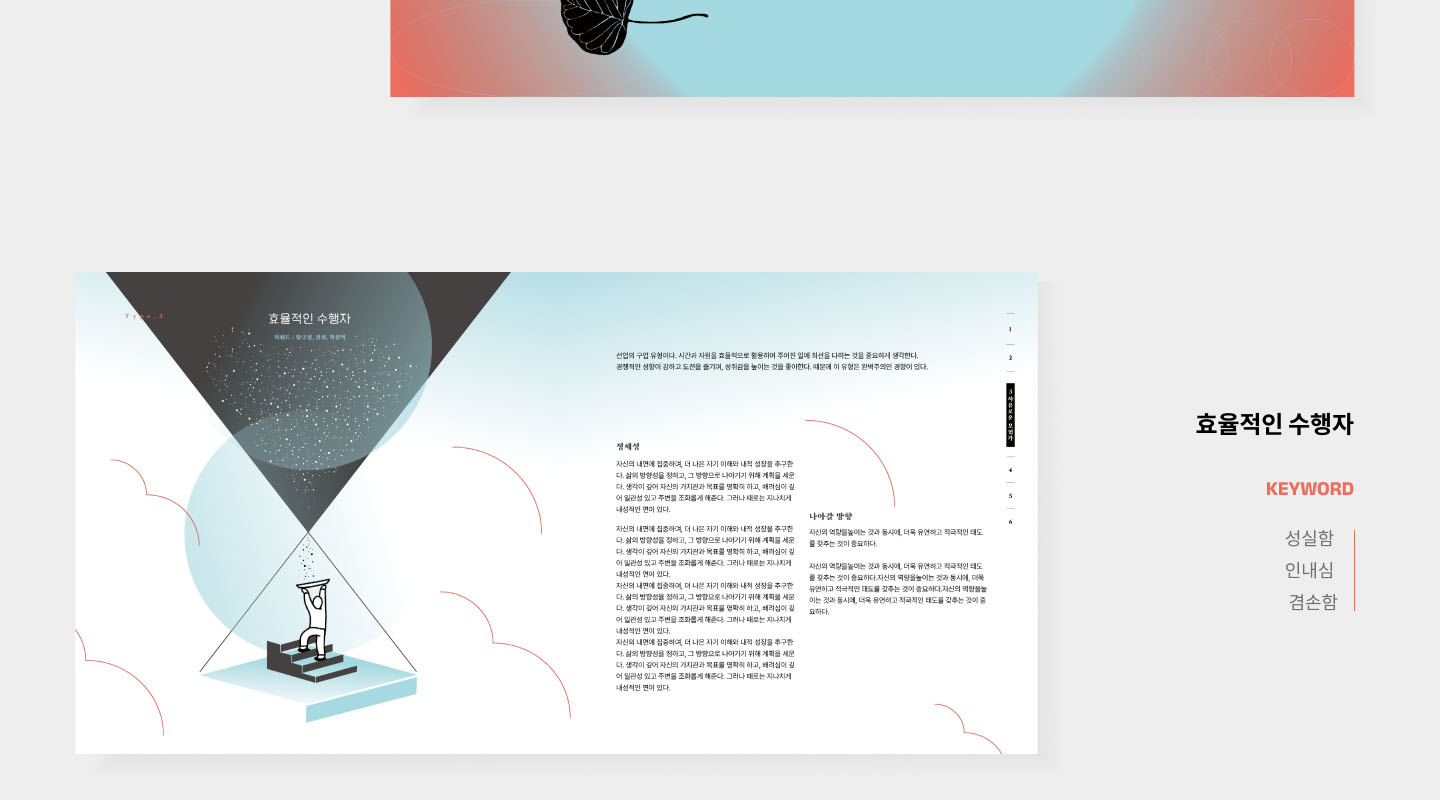 Type.3
효율적인 수행자
키워드 : 탐구심, 신뢰, 헌신적
선업의 구업 유형이다. 시간과 자원을 효율적으로 활용하여 주어진 일에 최선을 다하는 것을 중요하게 생각한다.
경쟁적인 성향이 강하고 도전을 즐기며, 성취감을 높이는 것을 좋아한다. 때문에 이 유형은 완벽주의인 경향이 있다.
정체성
자신의 내면에 집중하며, 더 나은 자기 이해와 내적 성장을 추구한
다. 삶의 방향성을 정하고, 그 방향으로 나아가기 위해 계획을 세운
다. 생각이 깊어 자신의 가치관과 목표를 명확히 하고, 배려심이 깊
어 일관성 있고 주변을 조화롭게 해준다. 그러나 때로는 지나치게
내성적인 면이 있다.
자신의 내면에 집중하며, 더 나은 자기 이해와 내적 성장을 추구한
다. 삶의 방향성을 정하고, 그 방향으로 나아가기 위해 계획을 세운
다. 생각이 깊어 자신의 가치관과 목표를 명확히 하고, 배려심이 깊
어 일관성 있고 주변을 조화롭게 해준다. 그러나 때로는 지나치게
내성적인 면이 있다.
자신의 내면에 집중하며, 더 나은 자기 이해와 내적 성장을 추구한
다. 삶의 방향성을 정하고, 그 방향으로 나아가기 위해 계획을 세운
다. 생각이 깊어 자신의 가치관과 목표를 명확히 하고, 배려심이 깊
어 일관성 있고 주변을 조화롭게 해준다. 그러나 때로는 지나치게
내성적인 면이 있다.
자신의 내면에 집중하며, 더 나은 자기 이해와 내적 성장을 추구한
다. 삶의 방향성을 정하고, 그 방향으로 나아가기 위해 계획을 세운
다. 생각이 깊어 자신의 가치관과 목표를 명확히 하고, 배려심이 깊
어 일관성 있고 주변을 조화롭게 해준다. 그러나 때로는 지나치게
내성적인 면이 있다.
나아갈 방향
자신의 역량을높이는 것과 동시에, 더욱 유연하고 적극적인 태도
를 갖추는 것이 중요하다.
자신의 역량을높이는 것과 동시에, 더욱 유연하고 적극적인 태도
를 갖추는 것이 중요하다.자신의 역량을높이는 것과 동시에, 더욱
유연하고 적극적인 태도를 갖추는 것이 중요하다.자신의 역량을높
이는 것과 동시에, 더욱 유연하고 적극적인 태도를 갖추는 것이 중
요하다.
1
2
3 자유로운 모험가
4
5
6
효율적인 수행자
KEYWORD
성실함
인내심
겸손함